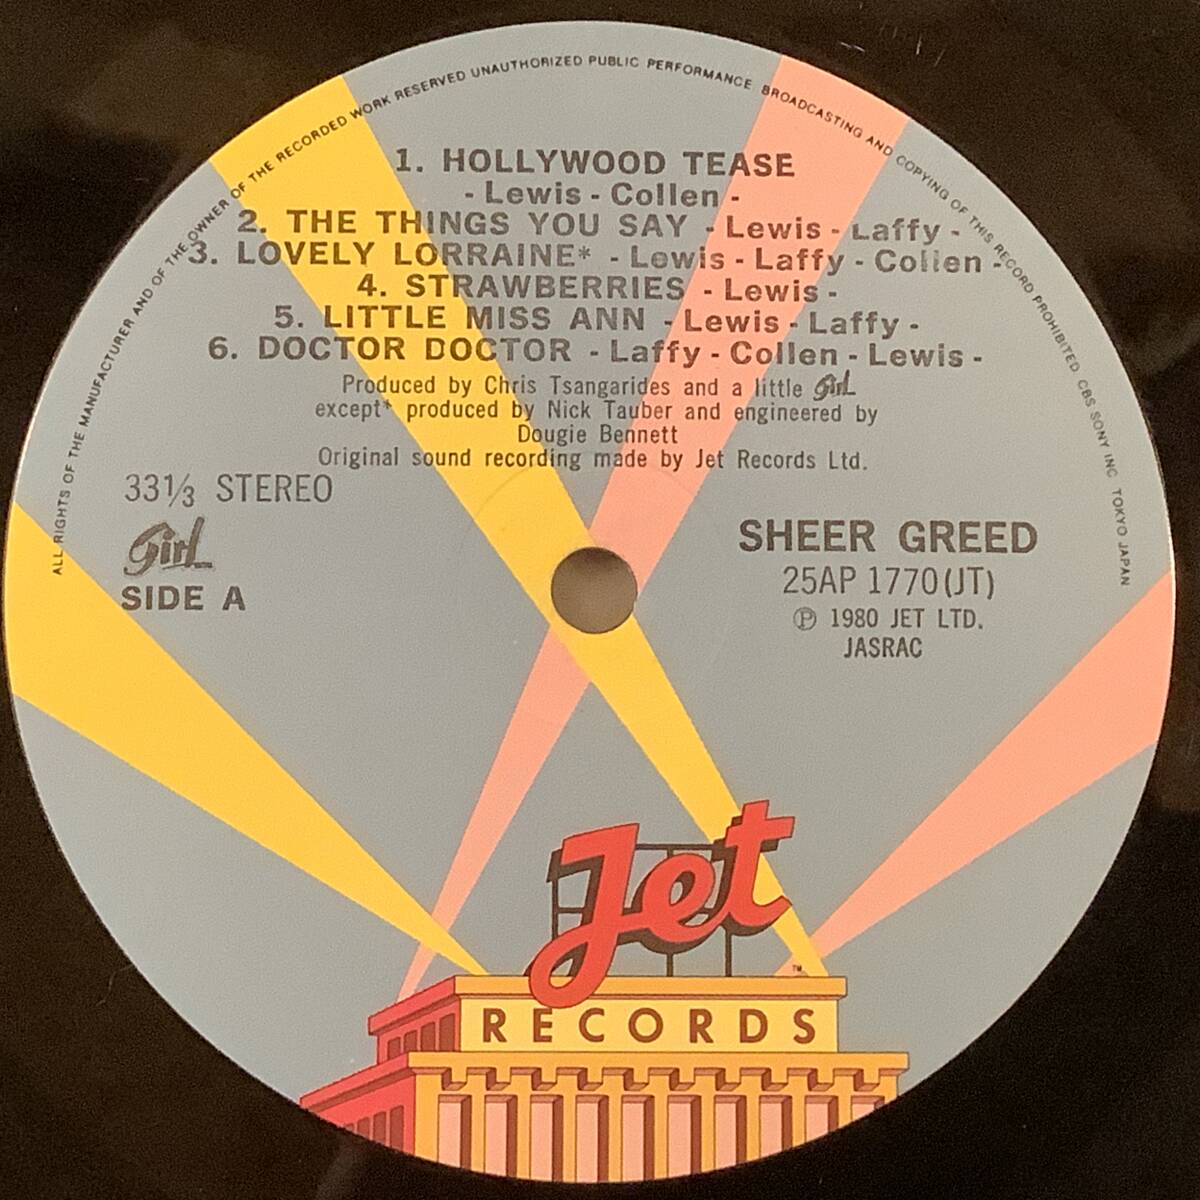 ALL RIGHTS OF THE MANUFACTURER AND OF THE OWNER OF THE RECORDED WORK RESERVED UNAUTHORIZED PUBLIC PERFORMANCE BROADCASTING AND COPYING OF THIS RECORD PROHIBITED CBS SONY INC TOKYO JAPAN
1. HOLLYWOOD TEASE
- Lewis - Collen -
2. THE THINGS YOU SAY - Lewis - Laffy -
3. LOVELY LORRAINE* - Lewis - Laffy - Collen -
4. STRAWBERRIES - Lewis -
5. LITTLE MISS ANN - Lewis - Laffy -
6. DOCTOR DOCTOR - Laffy - Collen - Lewis -
Produced by Chris Tsangarides and a little Girl
except* produced by Nick Tauber and engineered by
Dougie Bennett
Original sound recording made by Jet Records Ltd.
33 1/3 STEREO
Girl
SIDE A
SHEER GREED
25AP 1770(JT)
Ⓟ 1980 JET LTD.
JASRAC
Jet
TM
RECORDS